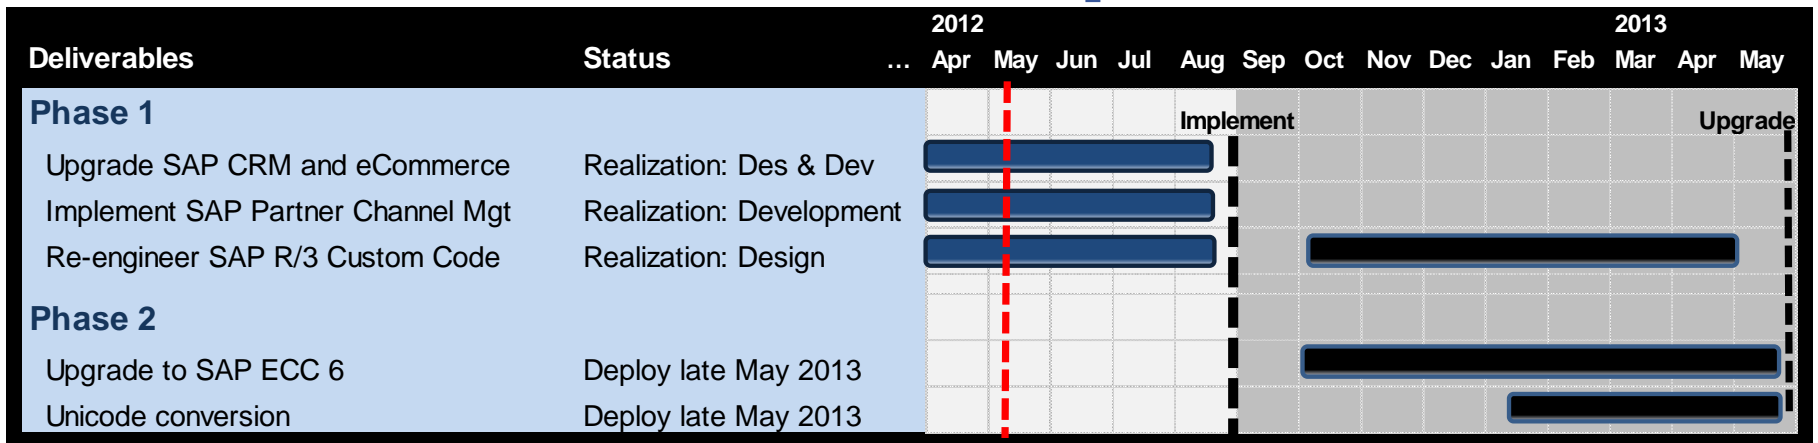 2012 2013
Deliverables Status ... Apr May Jun Jul Aug Sep Oct Nov Dec Jan Feb Mar Apr May
Phase 1 Implement Upgrade
Upgrade SAP CRM and eCommerce Realization: Des & Dev
Implement SAP Partner Channel Mgt Realization: Development
Re-engineer SAP R/3 Custom Code Realization: Design
Phase 2
Upgrade to SAP ECC 6 Deploy late May 2013
Unicode conversion Deploy late May 2013